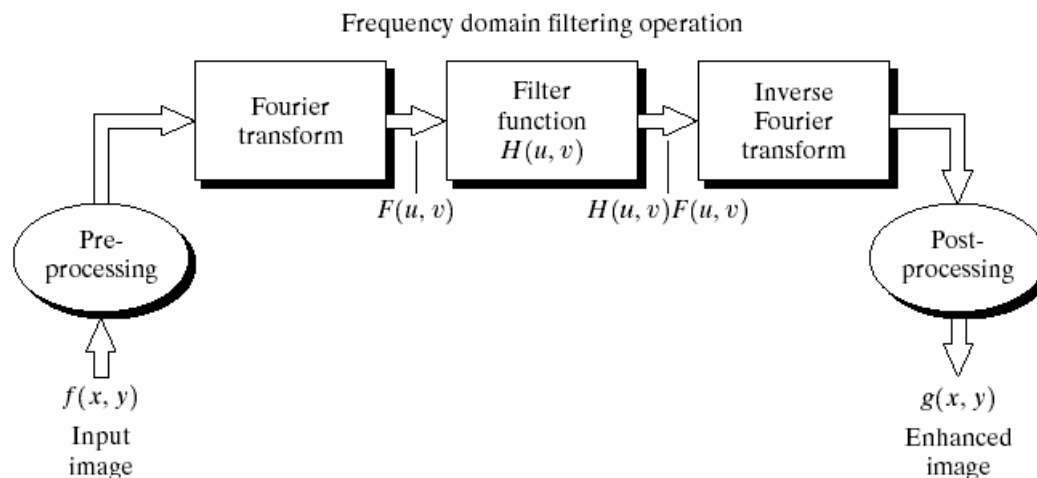 Frequency domain filtering operation
Fourier
transform
Filter
function
H(u, v)
Inverse
Fourier
transform
F(u, v)
H(u, v)F(u, v)
Pre-
processing
Post-
processing
f(x, y)
Input
image
g(x, y)
Enhanced
image